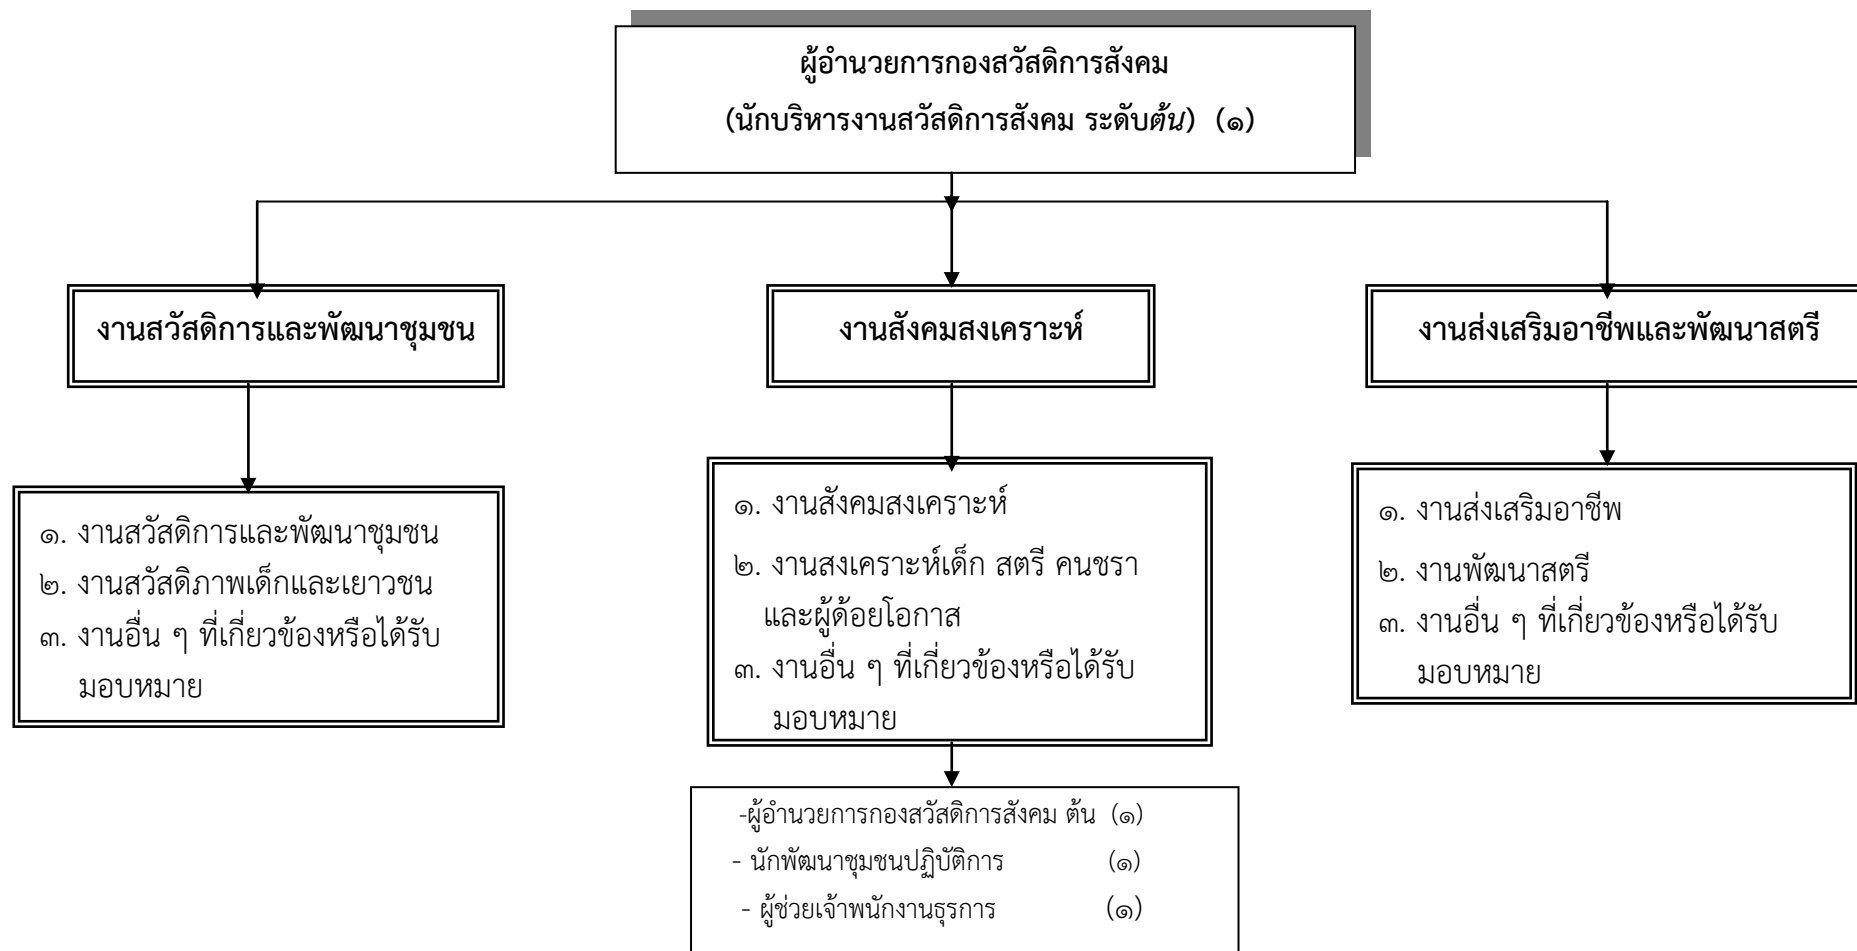 ผู้อำนวยการกองสวัสดิการสังคม
(นักบริหารงานสวัสดิการสังคม ระดับต้น) (๑)
งานสวัสดิการและพัฒนาชุมชน
งานสังคมสงเคราะห์
งานส่งเสริมอาชีพและพัฒนาสตรี
๑. งานสวัสดิการและพัฒนาชุมชน
๒. งานสวัสดิภาพเด็กและเยาวชน
๓. งานอื่น ๆ ที่เกี่ยวข้องหรือได้รับ
มอบหมาย
๑. งานสังคมสงเคราะห์
๒. งานสงเคราะห์เด็ก สตรี คนชรา
และผู้ด้อยโอกาส
๓. งานอื่น ๆ ที่เกี่ยวข้องหรือได้รับ
มอบหมาย
๑. งานส่งเสริมอาชีพ
๒. งานพัฒนาสตรี
๓. งานอื่น ๆ ที่เกี่ยวข้องหรือได้รับ
มอบหมาย
-ผู้อำนวยการกองสวัสดิการสังคม ต้น (๑)
- นักพัฒนาชุมชนปฏิบัติการ (๑)
- ผู้ช่วยเจ้าพนักงานธุรการ (๑)